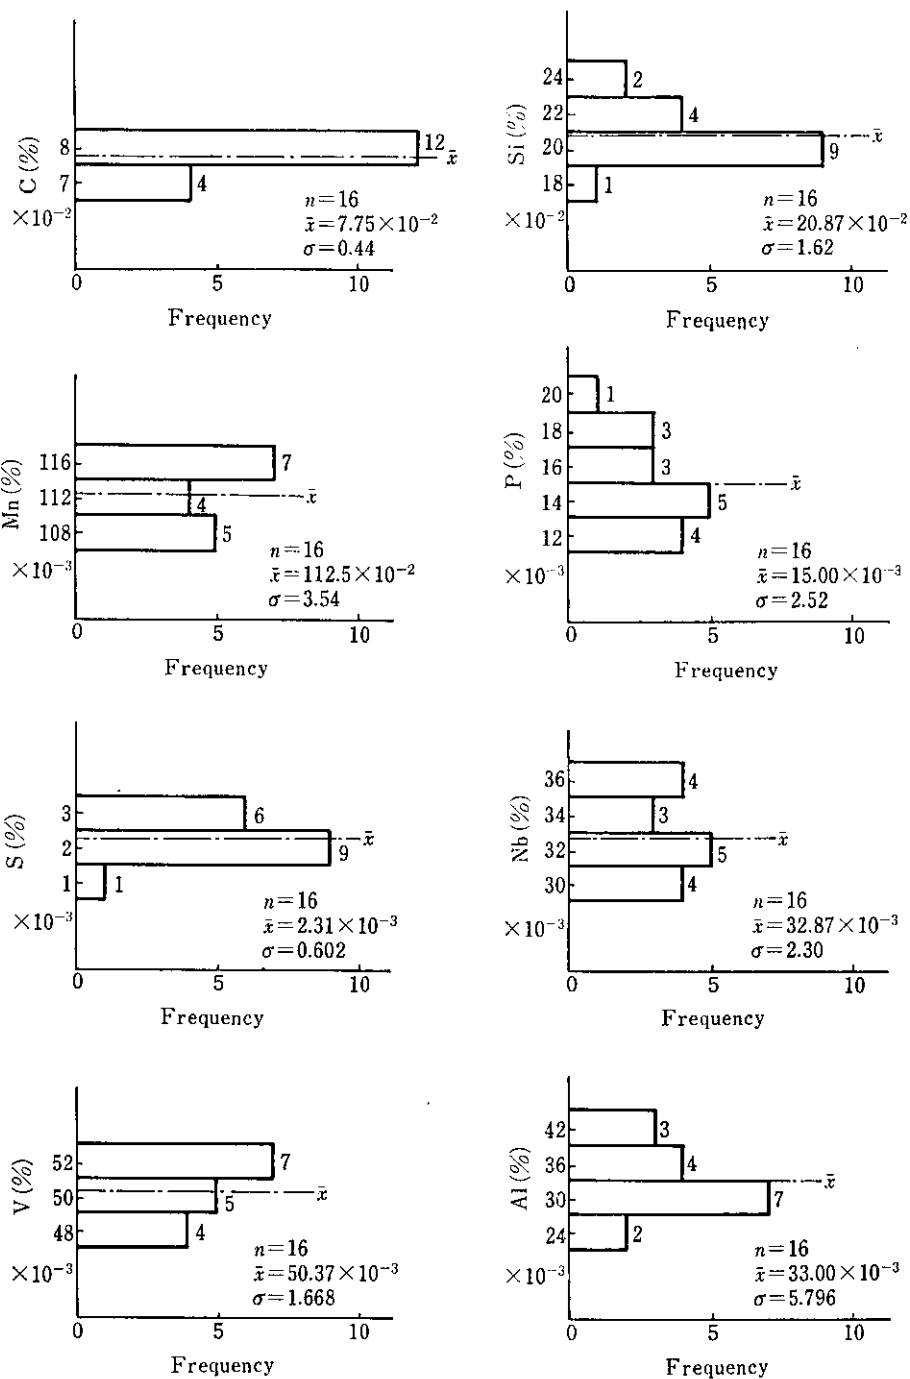 C (%)
8
7
×10⁻²
12
x̄
4
n=16
x̄=7.75×10⁻²
σ=0.44
0 5 10
Frequency
Si (%)
24
22
20
18
×10⁻²
2
4
x̄
9
1
n=16
x̄=20.87×10⁻²
σ=1.62
0 5 10
Frequency
Mn (%)
116
112
108
×10⁻³
7
x̄
4
5
n=16
x̄=112.5×10⁻²
σ=3.54
0 5 10
Frequency
P (%)
20
18
16
14
12
×10⁻³
1
3
3
x̄
5
4
n=16
x̄=15.00×10⁻³
σ=2.52
0 5 10
Frequency
S (%)
3
2
1
×10⁻³
6
x̄
9
1
n=16
x̄=2.31×10⁻³
σ=0.602
0 5 10
Frequency
Nb (%)
36
34
32
30
×10⁻³
4
3
x̄
5
4
n=16
x̄=32.87×10⁻³
σ=2.30
0 5 10
Frequency
V (%)
52
50
48
×10⁻³
7
x̄
5
4
n=16
x̄=50.37×10⁻³
σ=1.668
0 5 10
Frequency
Al (%)
42
36
30
24
×10⁻³
3
4
x̄
7
2
n=16
x̄=33.00×10⁻³
σ=5.796
0 5 10
Frequency